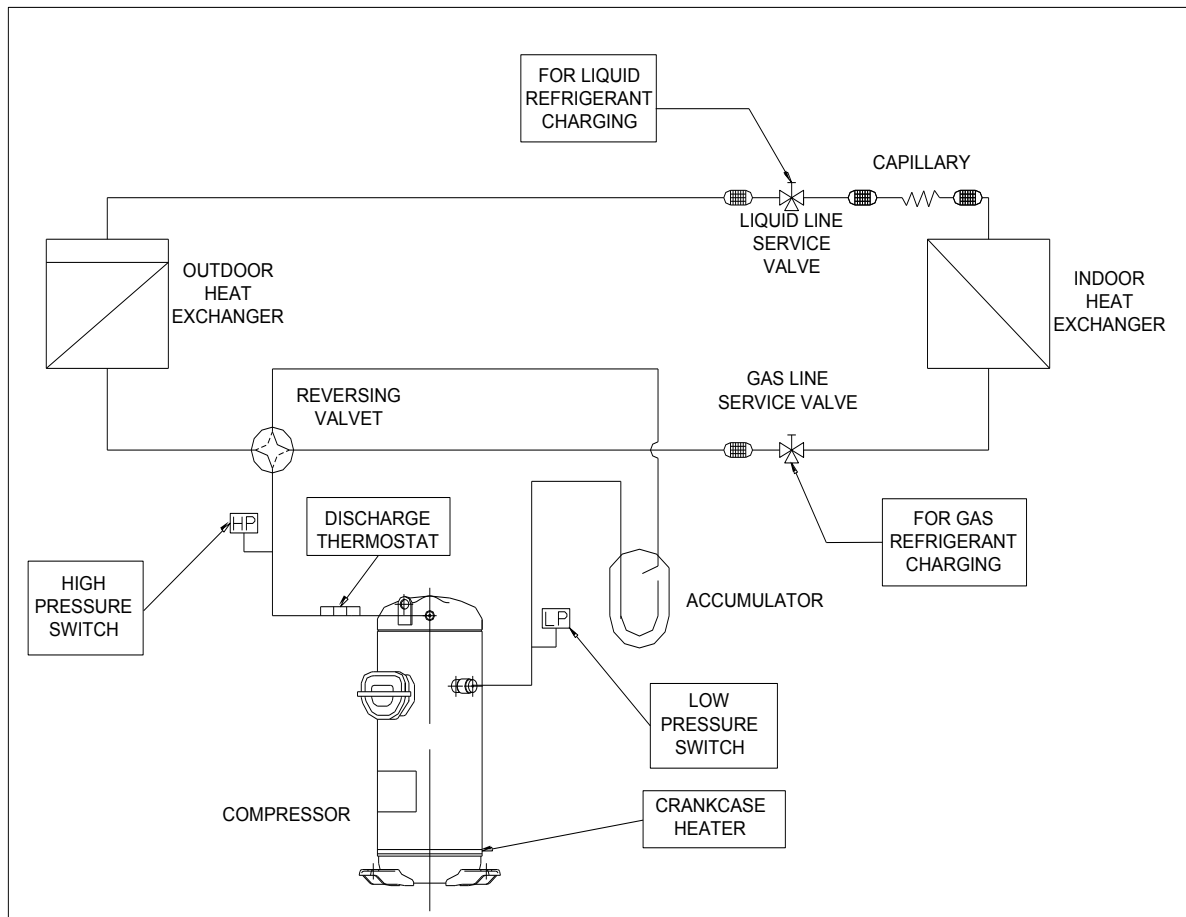 FOR LIQUID
REFRIGERANT
CHARGING
CAPILLARY
LIQUID LINE
SERVICE
VALVE
OUTDOOR
HEAT
EXCHANGER
INDOOR
HEAT
EXCHANGER
REVERSING
VALVET
GAS LINE
SERVICE VALVE
HP
DISCHARGE
THERMOSTAT
FOR GAS
REFRIGERANT
CHARGING
HIGH
PRESSURE
SWITCH
ACCUMULATOR
LP
LOW
PRESSURE
SWITCH
COMPRESSOR
CRANKCASE
HEATER